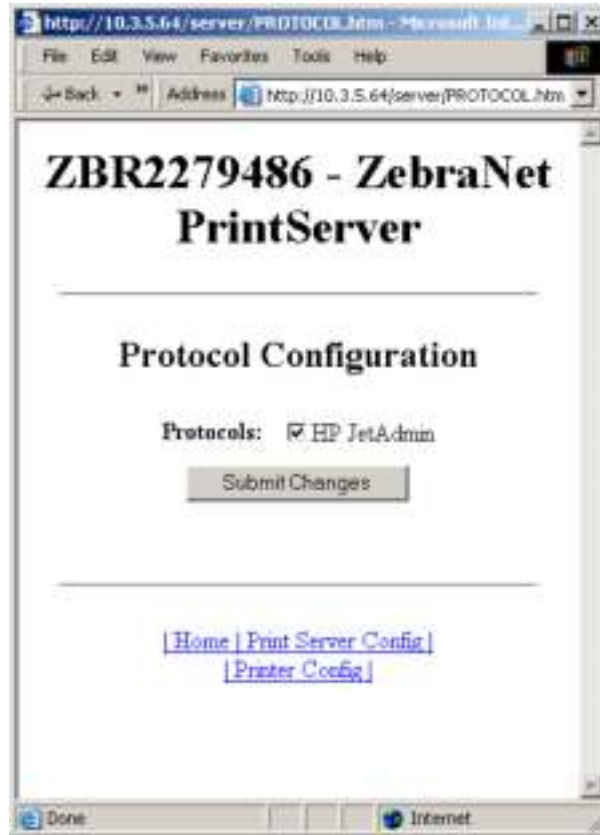 http://10.3.5.64/server/PROTOCOL.htm - Microsoft Int...
File Edit View Favorites Tools Help
Back » Address http://10.3.5.64/server/PROTOCOL.htm
ZBR2279486 - ZebraNet
PrintServer
Protocol Configuration
Protocols: HP JetAdmin
Submit Changes
| Home | Print Server Config |
| Printer Config |
Done Internet